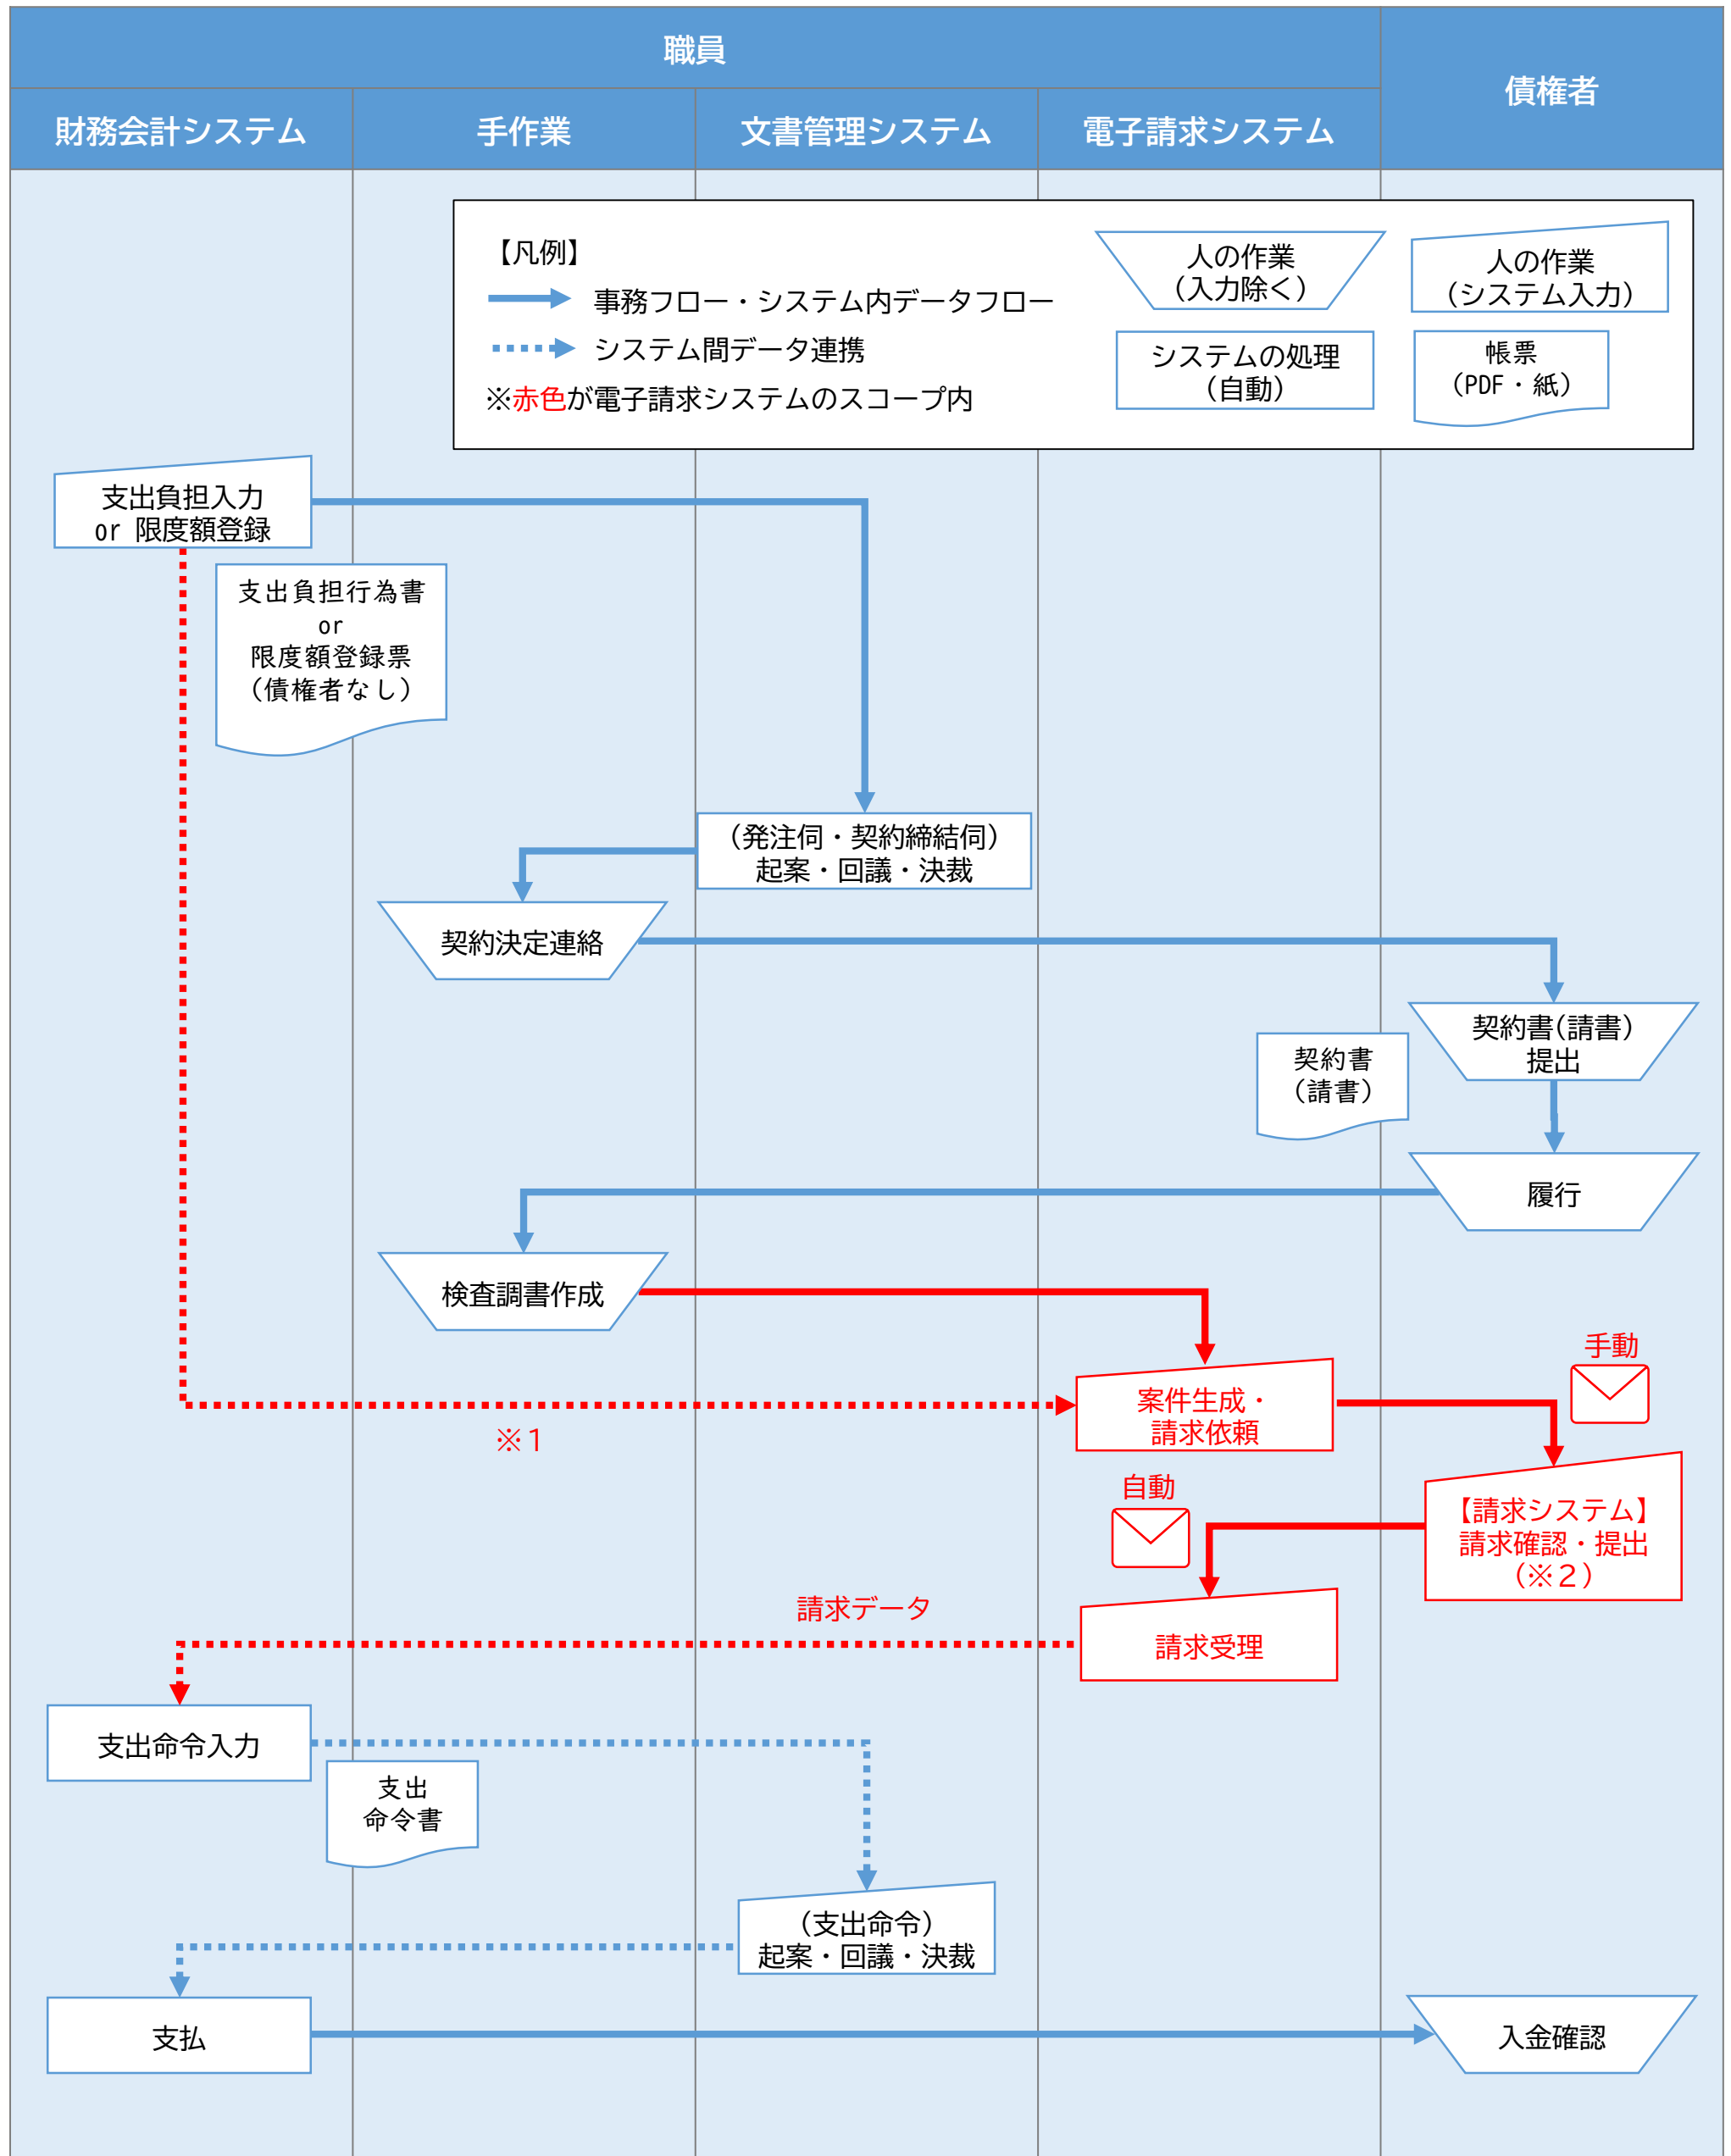 職員
債権者
財務会計システム
手作業
文書管理システム
電子請求システム
【凡例】
事務フロー・システム内データフロー
システム間データ連携
※赤色が電子請求システムのスコープ内
人の作業
（入力除く）
人の作業
（システム入力）
システムの処理
（自動）
帳票
（PDF・紙）
支出負担入力
or 限度額登録
支出負担行為書
or
限度額登録票
（債権者なし）
（発注伺・契約締結伺）
起案・回議・決裁
契約決定連絡
契約書(請書)
提出
契約書
（請書）
履行
検査調書作成
手動
案件生成・
請求依頼
※１
自動
【請求システム】
請求確認・提出
（※２）
請求データ
請求受理
支出命令入力
支出
命令書
（支出命令）
起案・回議・決裁
支払
入金確認